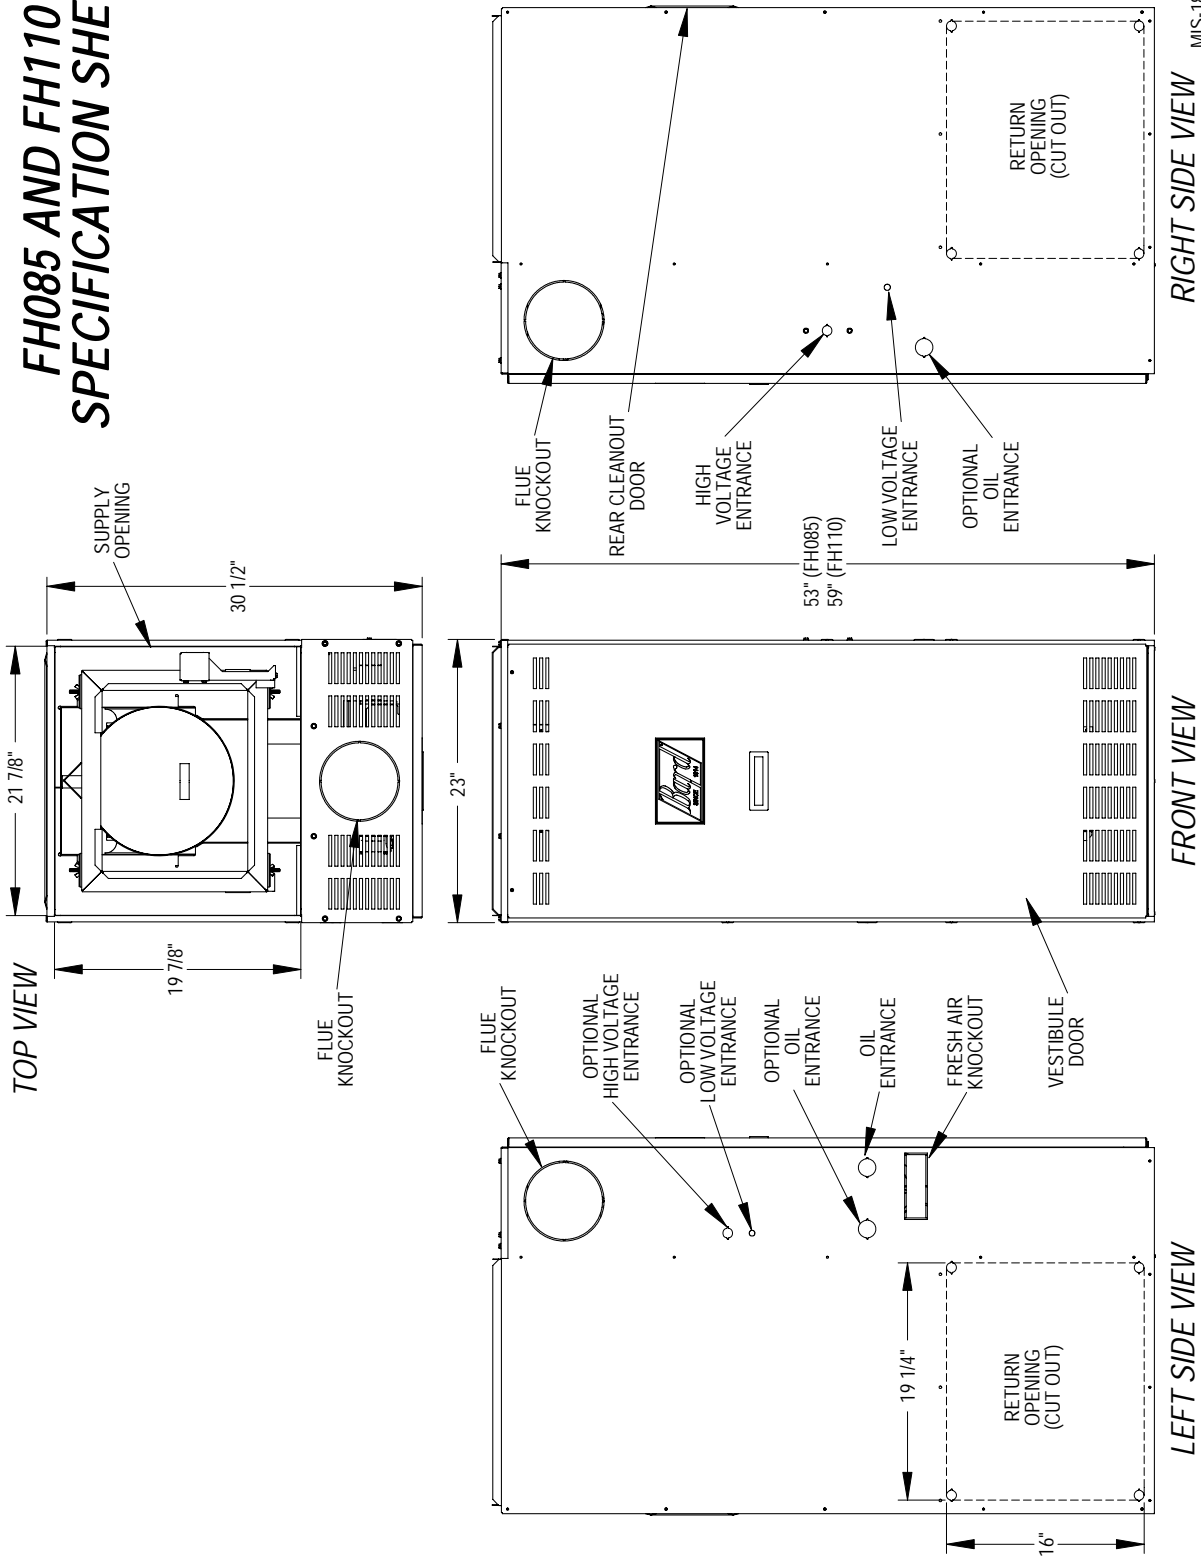 FH085 AND FH110
SPECIFICATION SHE
TOP VIEW
21 7/8"
19 7/8"
30 1/2"
SUPPLY
OPENING
FLUE
KNOCKOUT
FLUE
KNOCKOUT
OPTIONAL
HIGH VOLTAGE
ENTRANCE
OPTIONAL
LOW VOLTAGE
ENTRANCE
OPTIONAL
OIL
ENTRANCE
OIL
ENTRANCE
FRESH AIR
KNOCKOUT
VESTIBULE
DOOR
19 1/4"
16"
RETURN
OPENING
(CUT OUT)
LEFT SIDE VIEW
23"
Bard
SINCE 1914
53" (FH085)
59" (FH110)
FRONT VIEW
FLUE
KNOCKOUT
REAR CLEANOUT
DOOR
HIGH
VOLTAGE
ENTRANCE
LOW VOLTAGE
ENTRANCE
OPTIONAL
OIL
ENTRANCE
RETURN
OPENING
(CUT OUT)
RIGHT SIDE VIEW